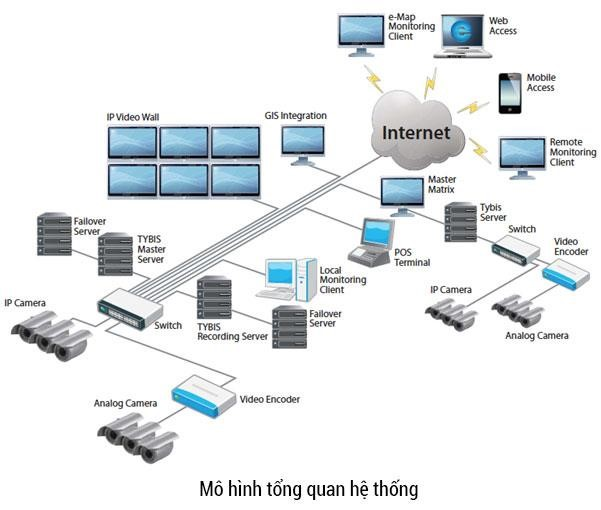 e-Map
Monitoring
Client
Web
Access
Mobile
Access
IP Video Wall
GIS Integration
Internet
Remote
Monitoring
Client
Master
Matrix
Tybis
Server
Switch
Video
Encoder
Failover
Server
TYBIS
Master
Server
POS
Terminal
Local
Monitoring
Client
IP Camera
Analog Camera
IP Camera
Switch
TYBIS
Recording Server
Failover
Server
Analog Camera
Video Encoder
Mô hình tổng quan hệ thống